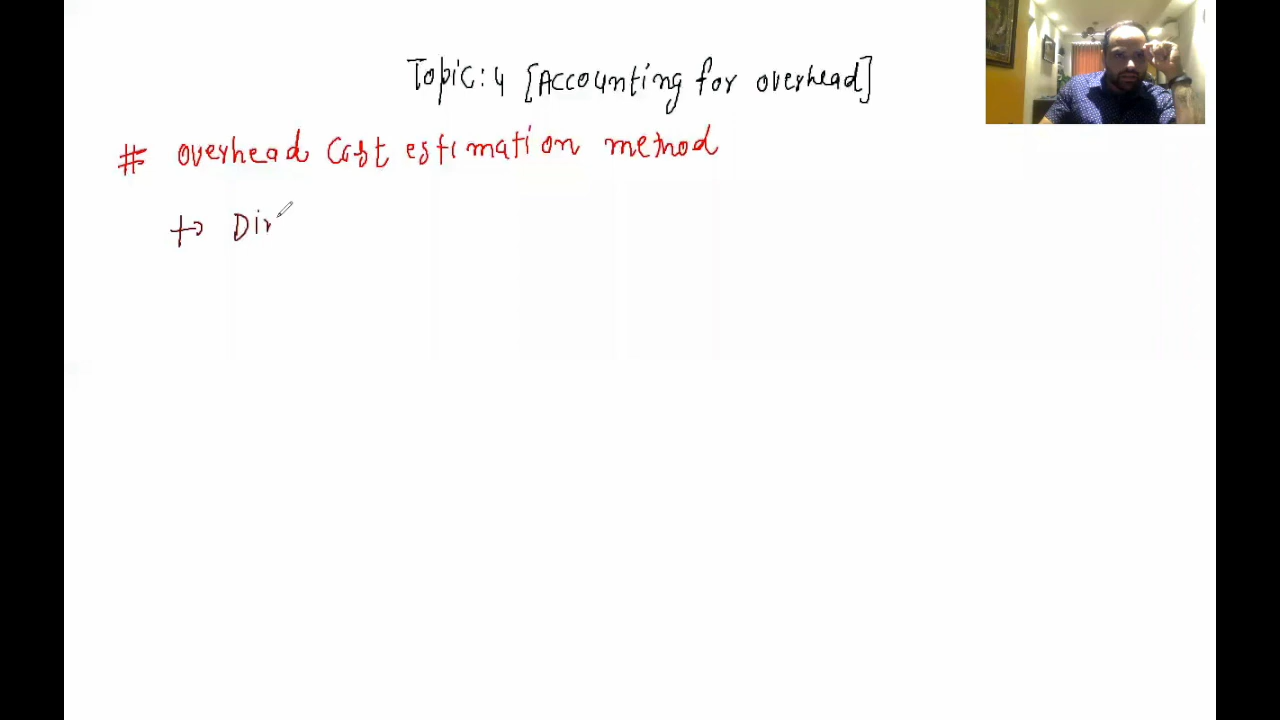 Topic: 4 [Accounting for overhead]
# overhead Cost estimation method
↦ Dir